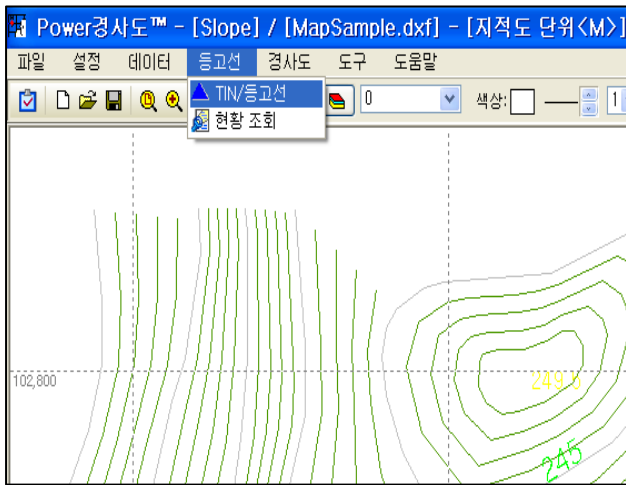 Power경사도™ - [Slope] / [MapSample.dxf] - [지적도 단위<M>]
파일 설정 데이터 등고선 경사도 도구 도움말
0 색상: 1
TIN/등고선
현황 조회
102,800
249.5
245